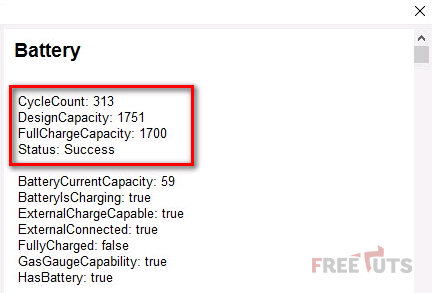 Battery
CycleCount: 313
DesignCapacity: 1751
FullChargeCapacity: 1700
Status: Success
BatteryCurrentCapacity: 59
BatteryIsCharging: true
ExternalChargeCapable: true
ExternalConnected: true
FullyCharged: false
GasGaugeCapability: true
HasBattery: true
FREETUTS